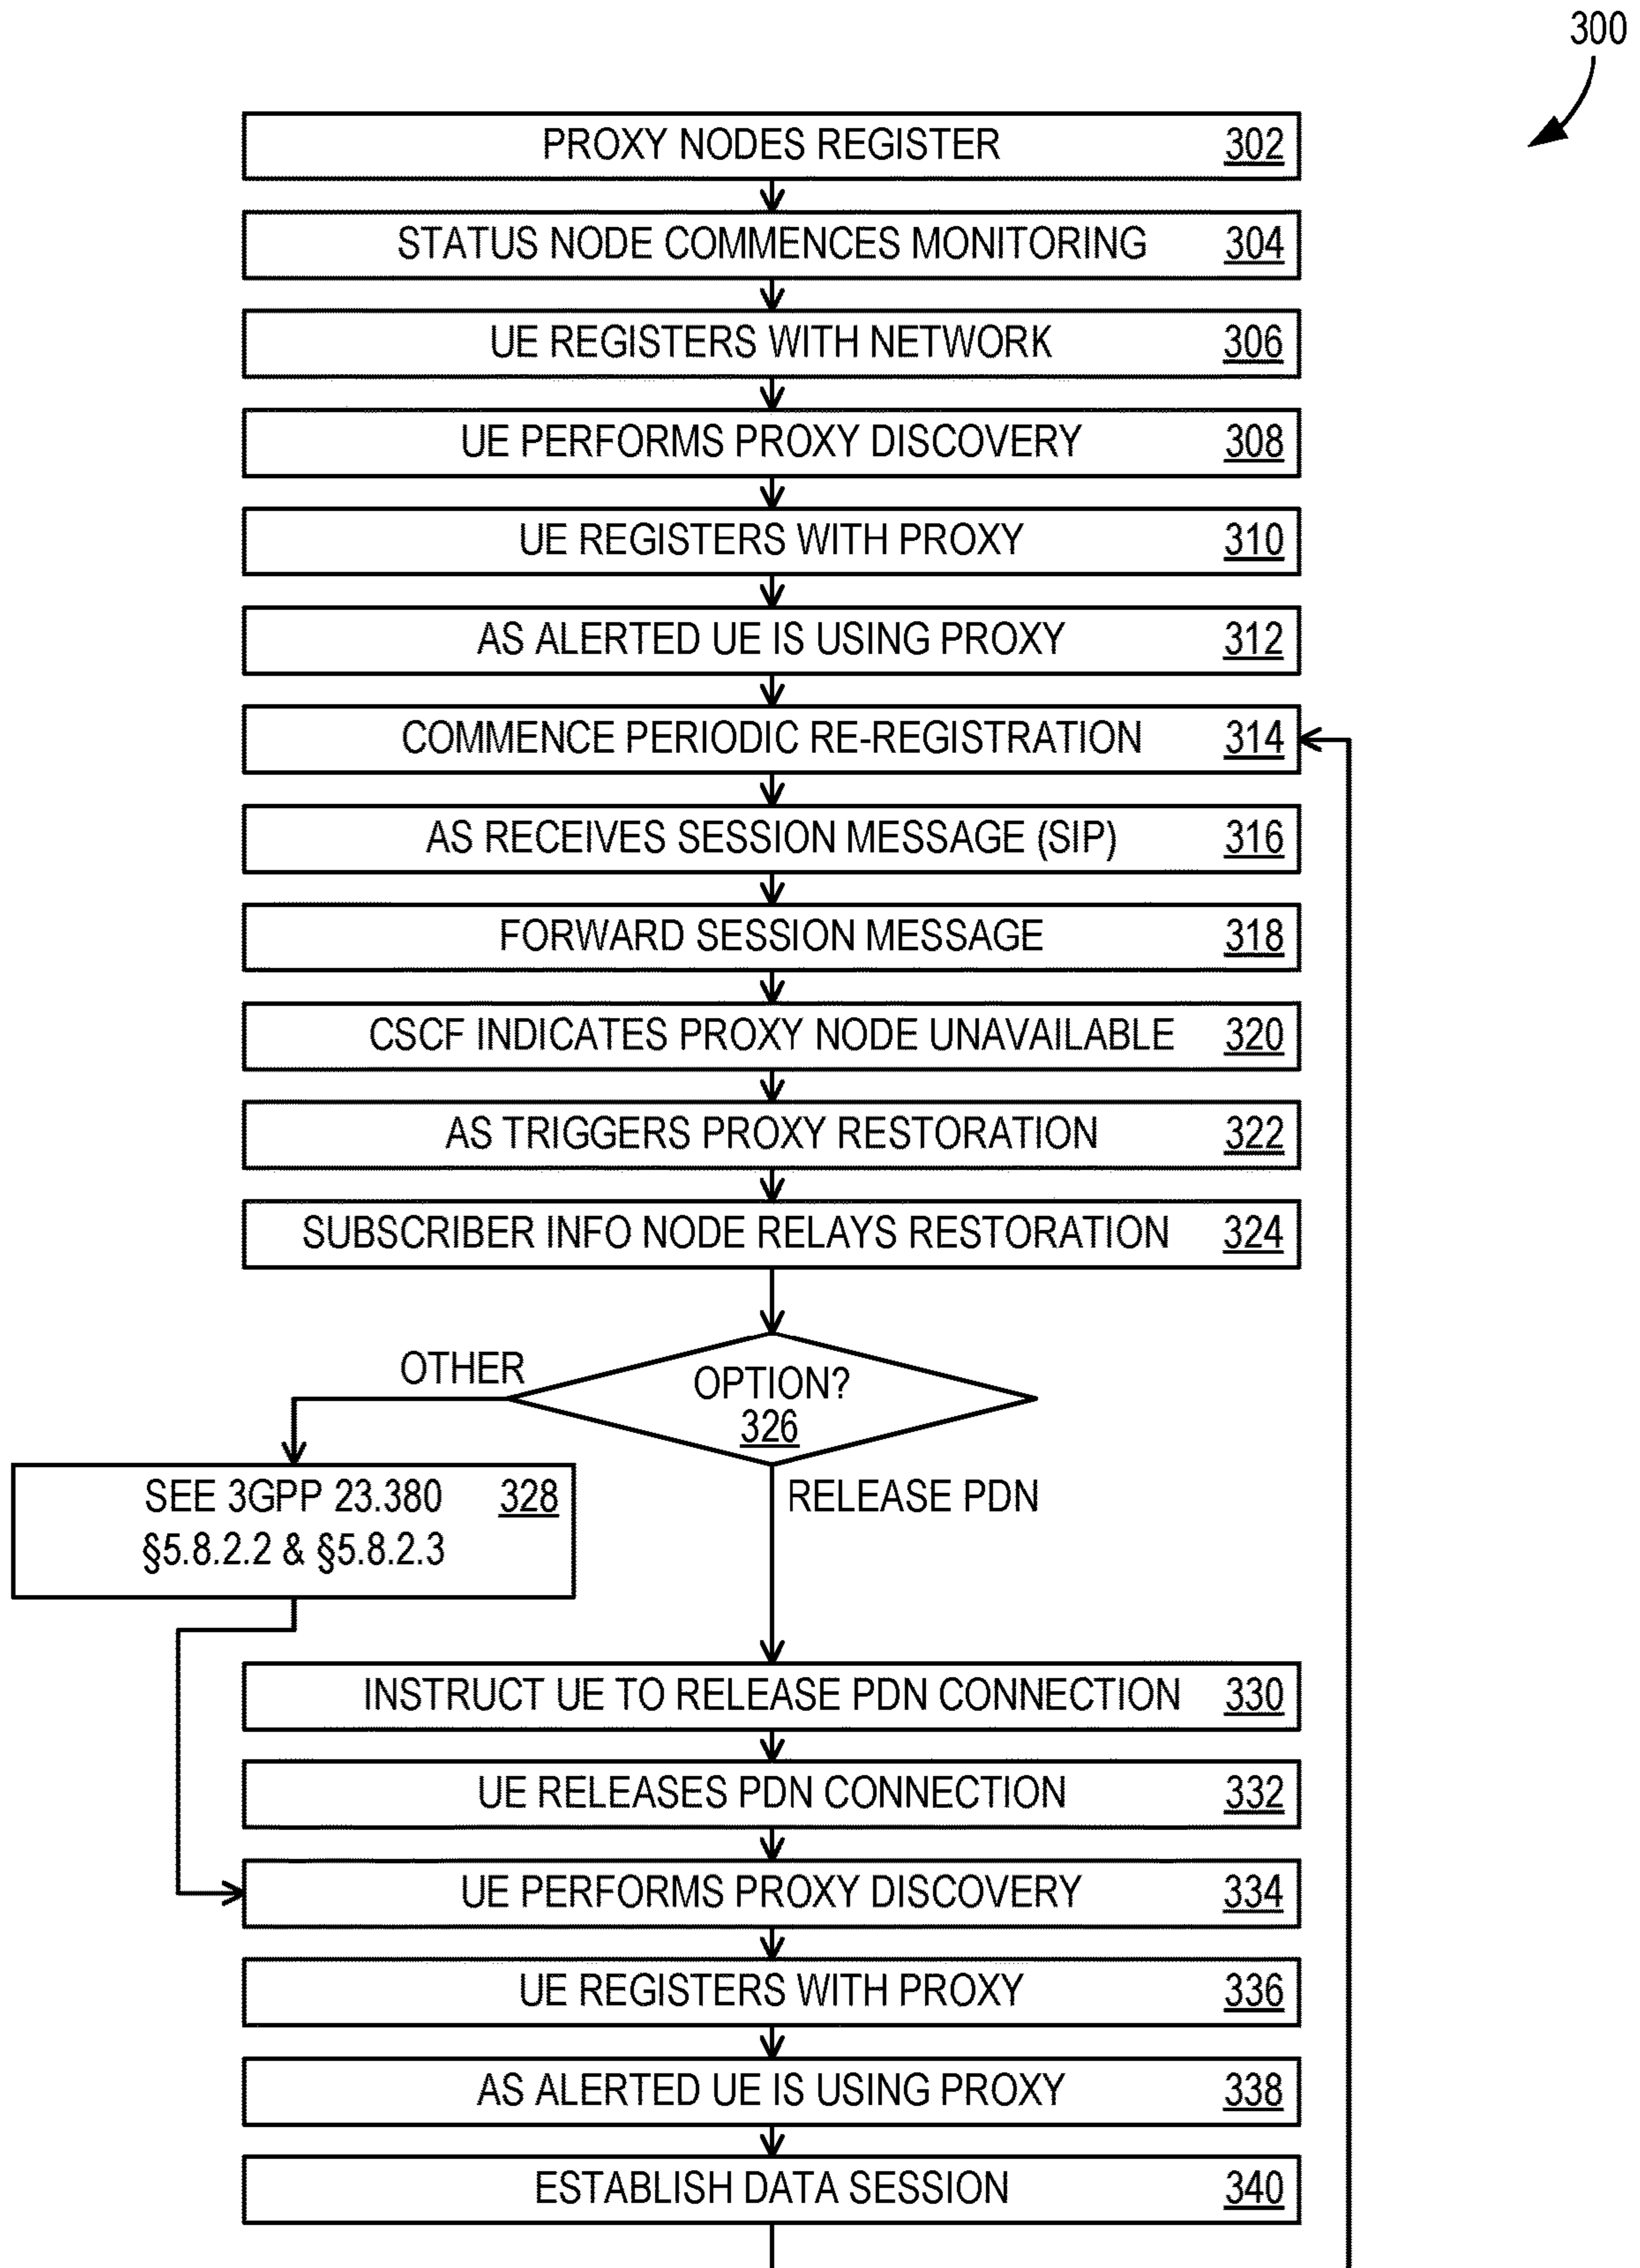 300
PROXY NODES REGISTER 302
STATUS NODE COMMENCES MONITORING 304
UE REGISTERS WITH NETWORK 306
UE PERFORMS PROXY DISCOVERY 308
UE REGISTERS WITH PROXY 310
AS ALERTED UE IS USING PROXY 312
COMMENCE PERIODIC RE-REGISTRATION 314
AS RECEIVES SESSION MESSAGE (SIP) 316
FORWARD SESSION MESSAGE 318
CSCF INDICATES PROXY NODE UNAVAILABLE 320
AS TRIGGERS PROXY RESTORATION 322
SUBSCRIBER INFO NODE RELAYS RESTORATION 324
OTHER
OPTION?
326
SEE 3GPP 23.380 328
§5.8.2.2 & §5.8.2.3
RELEASE PDN
INSTRUCT UE TO RELEASE PDN CONNECTION 330
UE RELEASES PDN CONNECTION 332
UE PERFORMS PROXY DISCOVERY 334
UE REGISTERS WITH PROXY 336
AS ALERTED UE IS USING PROXY 338
ESTABLISH DATA SESSION 340